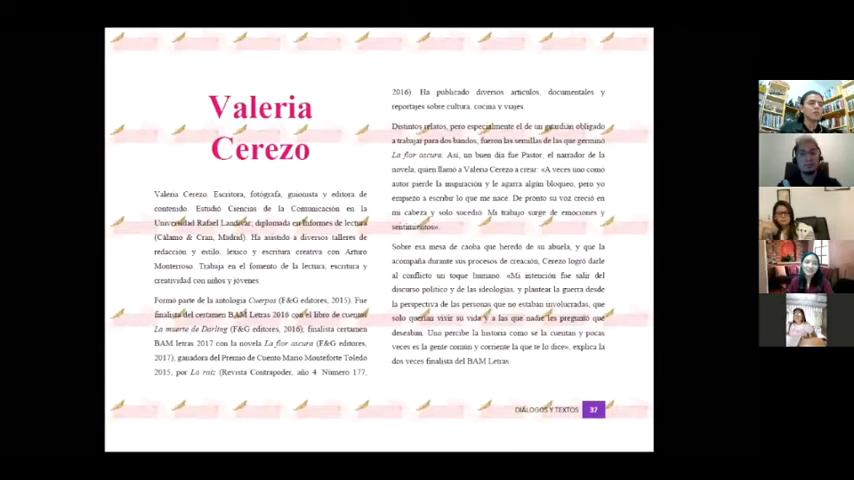 Valeria
Cerezo
Valeria Cerezo. Escritora, fotógrafa, guionista y editora de
contenido. Estudió Ciencias de la Comunicación en la
Universidad Rafael Landívar; diplomada en Informes de lectura
(Cálamo & Cran, Madrid). Ha asistido a diversos talleres de
redacción y estilo, léxico y escritura creativa con Arturo
Monterroso. Trabaja en el fomento de la lectura, escritura y
creatividad con niños y jóvenes.
Formó parte de la antología Cuerpos (F&G editores, 2015). Fue
finalista del certamen BAM Letras 2016 con el libro de cuentos
La muerte de Darling (F&G editores, 2016); finalista certamen
BAM letras 2017 con la novela La flor oscura (F&G editores,
2017); ganadora del Premio de Cuento Mario Monteforte Toledo
2015, por La raíz (Revista Contrapoder, año 4. Número 177,
2016). Ha publicado diversos artículos, documentales y
reportajes sobre cultura, cocina y viajes.
Distintos relatos, pero especialmente el de un guardián obligado
a trabajar para dos bandos, fueron las semillas de las que germinó
La flor oscura. Así, un buen día fue Pastor, el narrador de la
novela, quien llamó a Valeria Cerezo a crear: «A veces uno como
autor pierde la inspiración y le agarra algún bloqueo, pero yo
empiezo a escribir lo que me nace. De pronto su voz creció en
mi cabeza y solo sucedió. Mi trabajo surge de emociones y
sentimientos».
Sobre esa mesa de caoba que heredó de su abuela, y que la
acompaña durante sus procesos de creación, Cerezo logró darle
al conflicto un toque humano. «Mi intención fue salir del
discurso político y de las ideologías, y plantear la guerra desde
la perspectiva de las personas que no estaban involucradas, que
solo querían vivir su vida y a las que nadie les preguntó que
deseaban. Uno percibe la historia como se la cuentan y pocas
veces es la gente común y corriente la que te lo dice», explica la
dos veces finalista del BAM Letras.
DIÁLOGOS Y TEXTOS 37